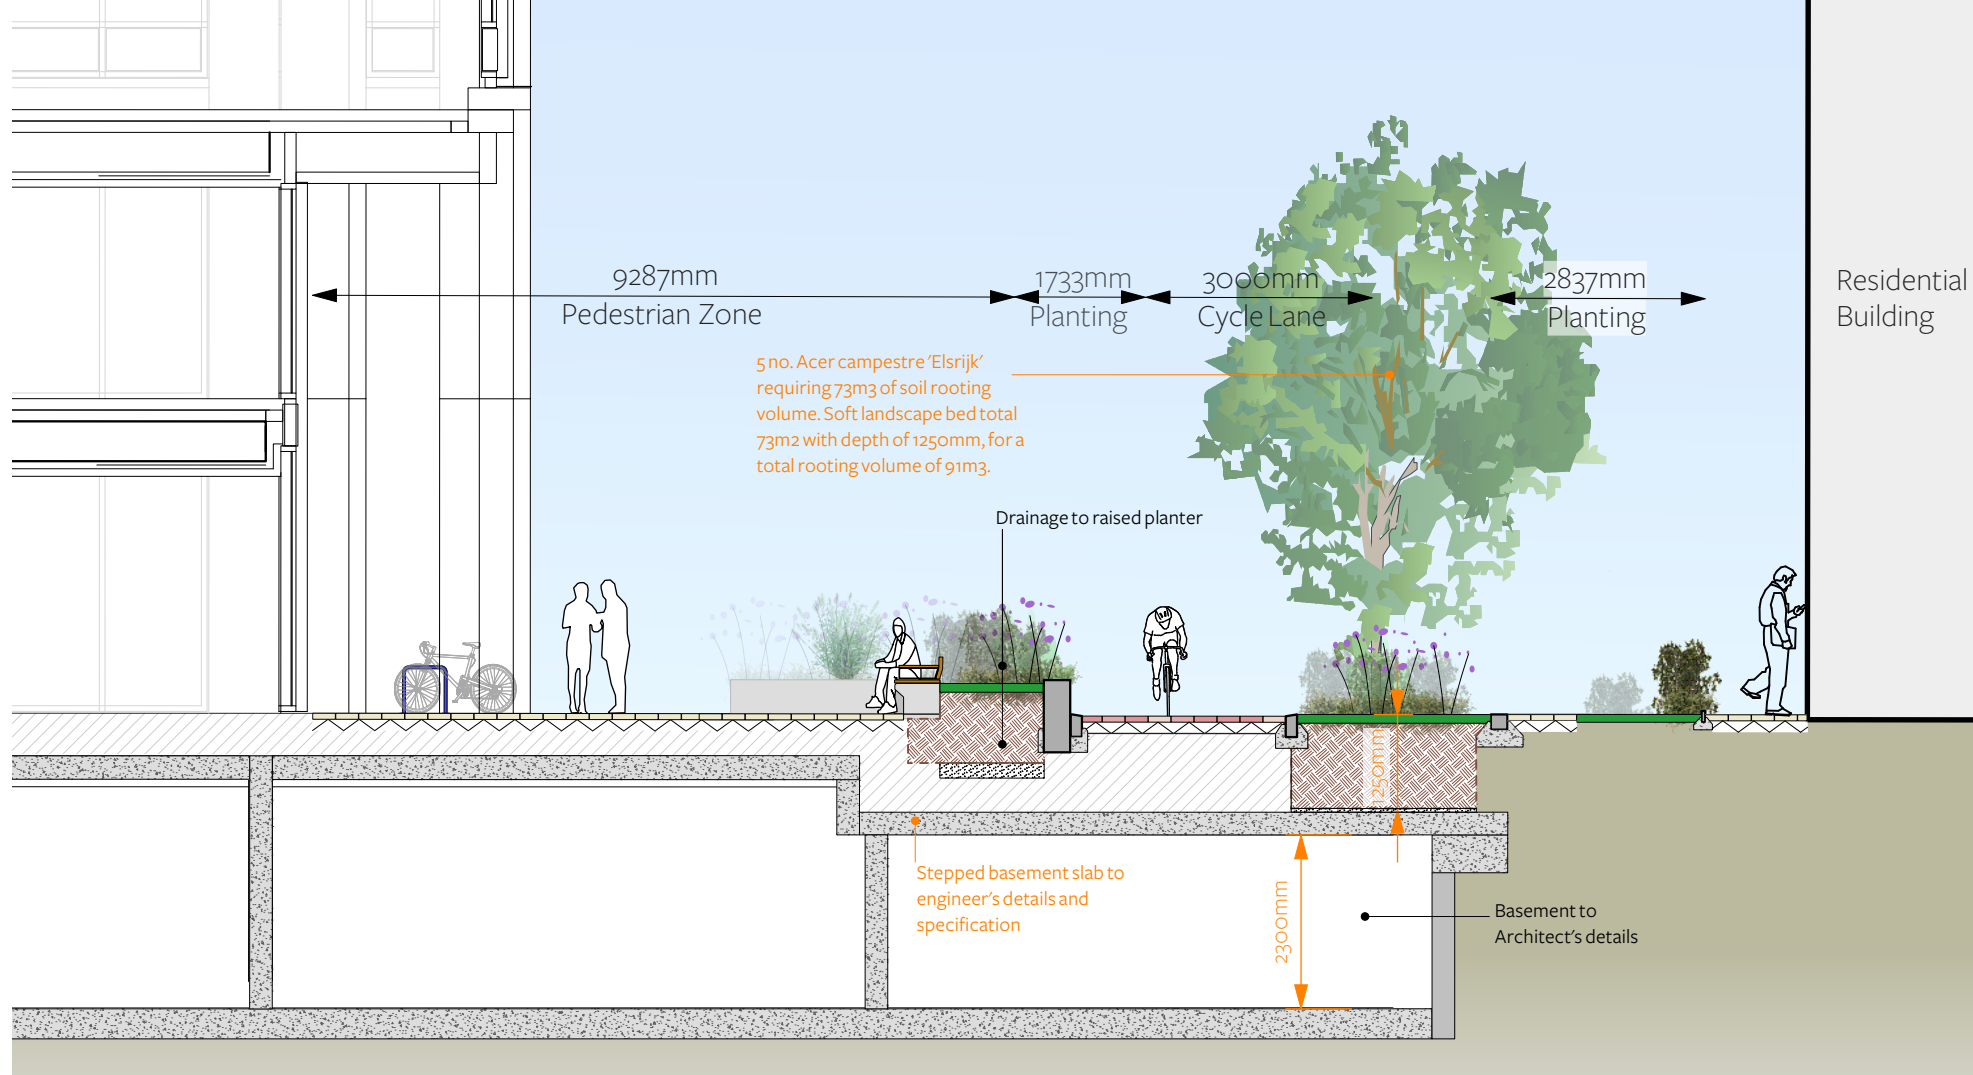 9287mm
Pedestrian Zone
1733mm
Planting
3000mm
Cycle Lane
2837mm
Planting
Residential
Building
5 no. Acer campestre 'Elsrijk'
requiring 73m3 of soil rooting
volume. Soft landscape bed total
73m2 with depth of 1250mm, for a
total rooting volume of 91m3.
Drainage to raised planter
1250mm
Stepped basement slab to
engineer's details and
specification
2300mm
Basement to
Architect's details